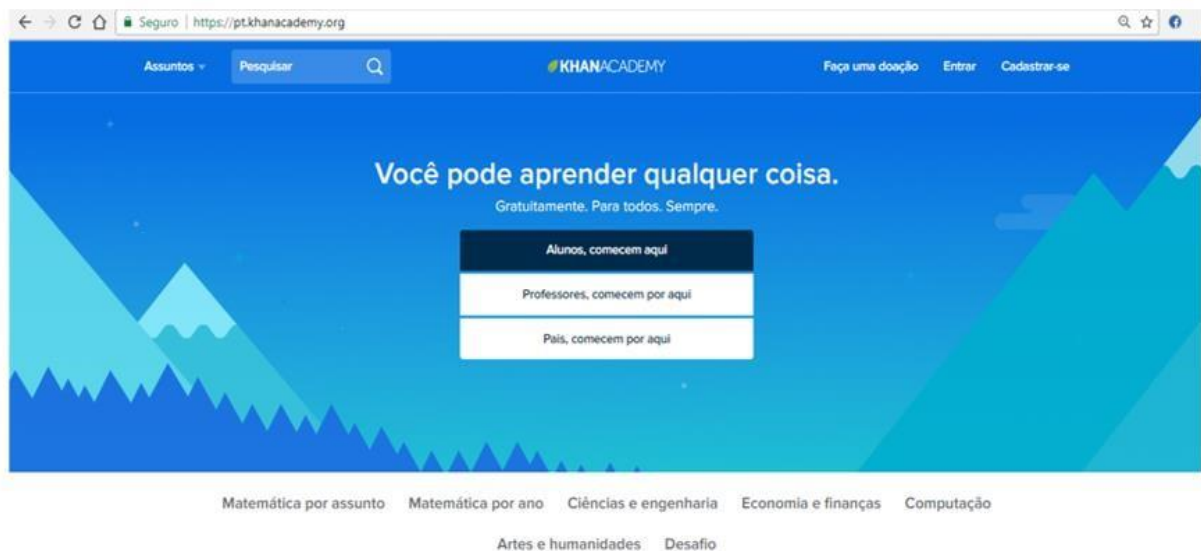 Seguro | https://pt.khanacademy.org
Assuntos Pesquisar KHANACADEMY Faça uma doação Entrar Cadastrar-se
Você pode aprender qualquer coisa.
Gratuitamente. Para todos. Sempre.
Alunos, comecem aqui
Professores, comecem por aqui
Pais, comecem por aqui
Matemática por assunto Matemática por ano Ciências e engenharia Economia e finanças Computação
Artes e humanidades Desafio